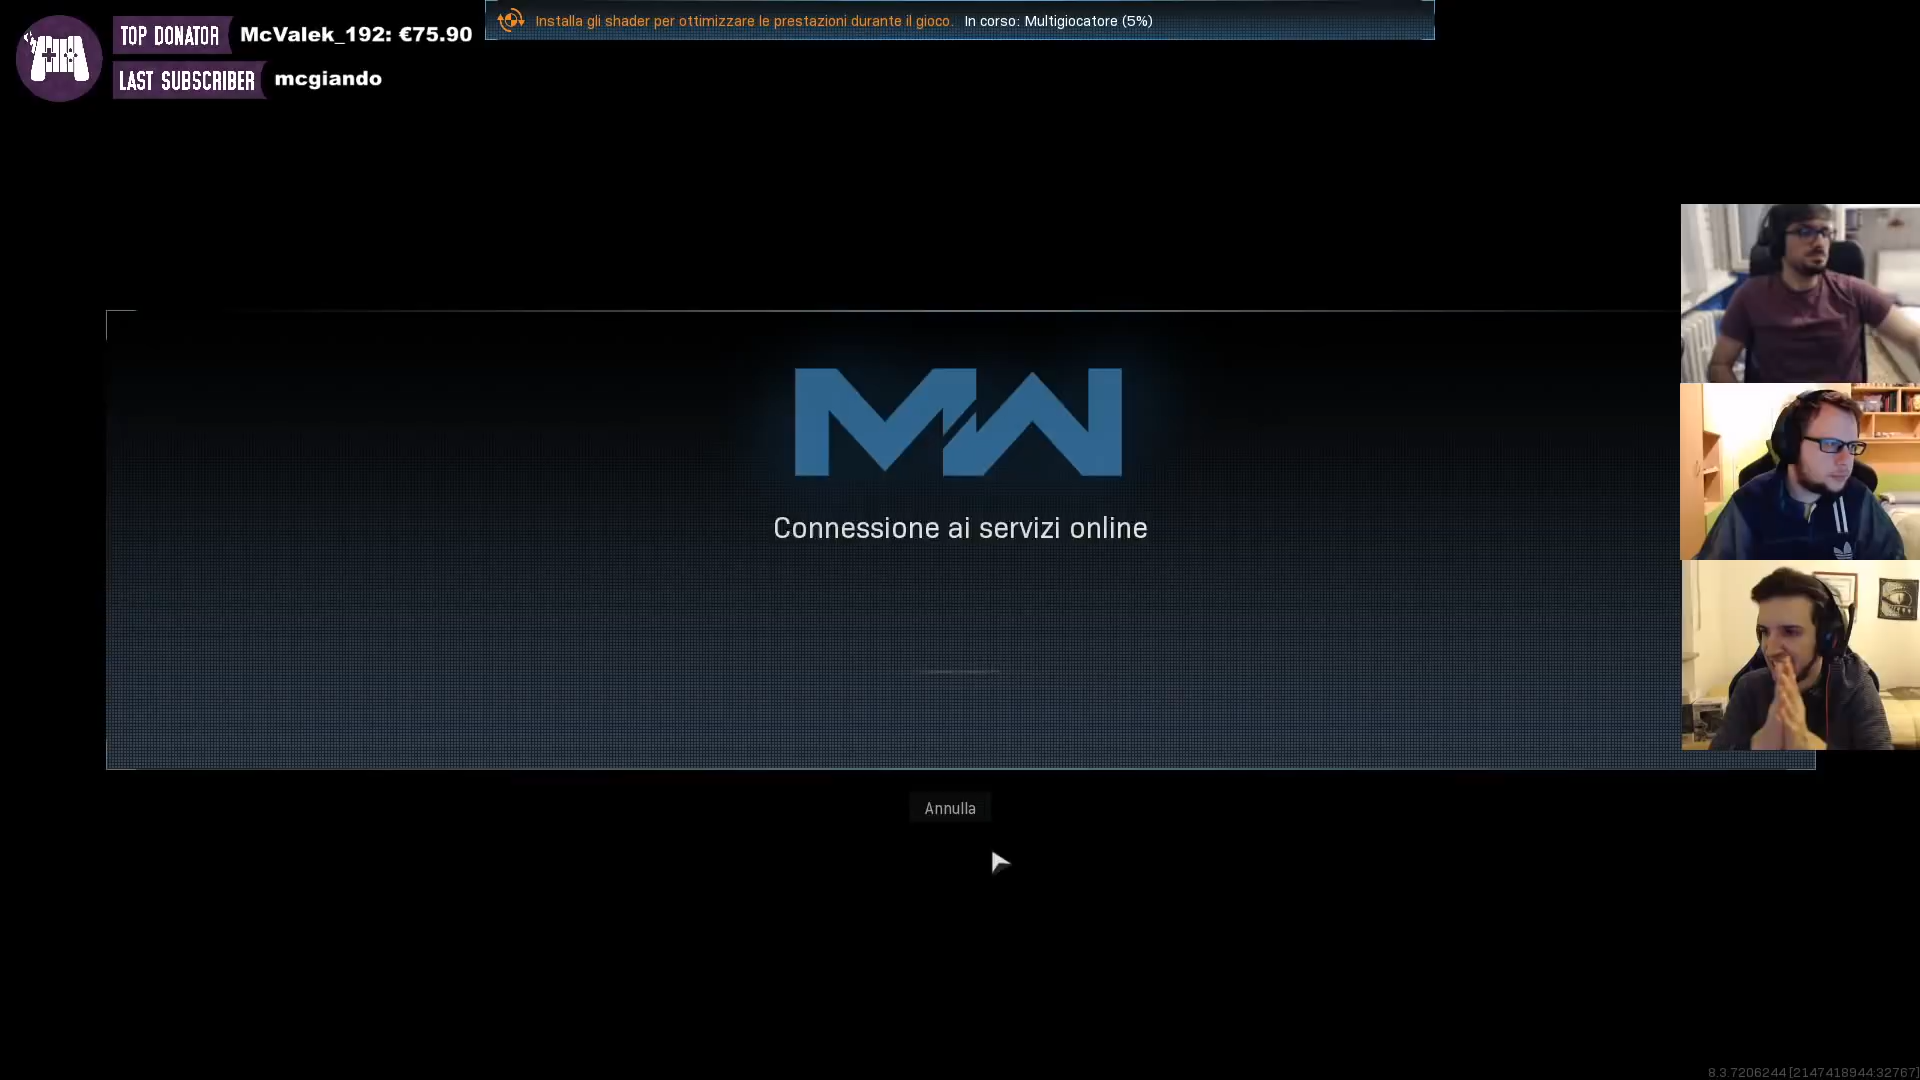 TOP DONATOR McValek_192: €75.90
LAST SUBSCRIBER mcgiando
Installa gli shader per ottimizzare le prestazioni durante il gioco. In corso: Multigiocatore (5%)
MW
Connessione ai servizi online
Annulla
8.3.7206244 [2147418944:32767]